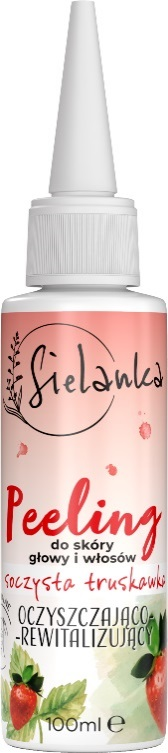 Sielanka
Peeling
do skóry
głowy i włosów
soczysta truskawka
OCZYSZCZAJĄCO
-REWITALIZUJĄCY
100ml e